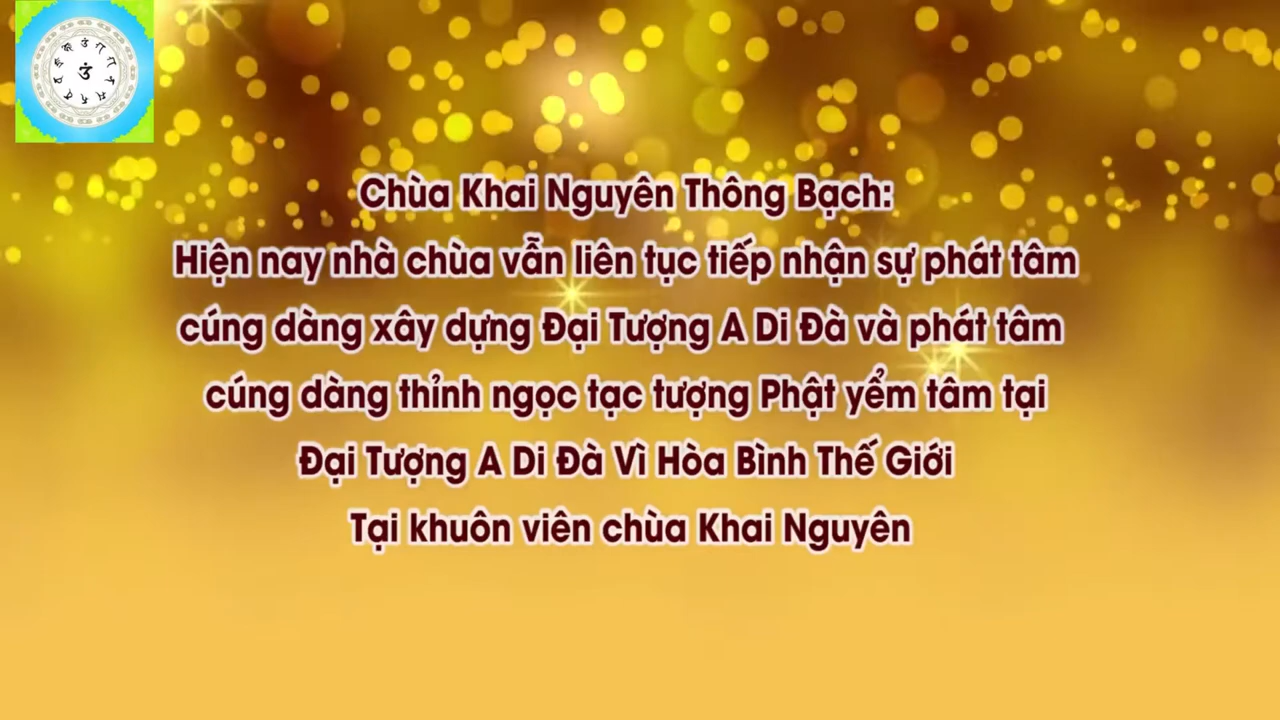 Chùa Khai Nguyên Thông Bạch:
Hiện nay nhà chùa vẫn liên tục tiếp nhận sự phát tâm
cúng dàng xây dựng Đại Tượng A Di Đà và phát tâm
cúng dàng thỉnh ngọc tạc tượng Phật yểm tâm tại
Đại Tượng A Di Đà Vì Hòa Bình Thế Giới
Tại khuôn viên chùa Khai Nguyên